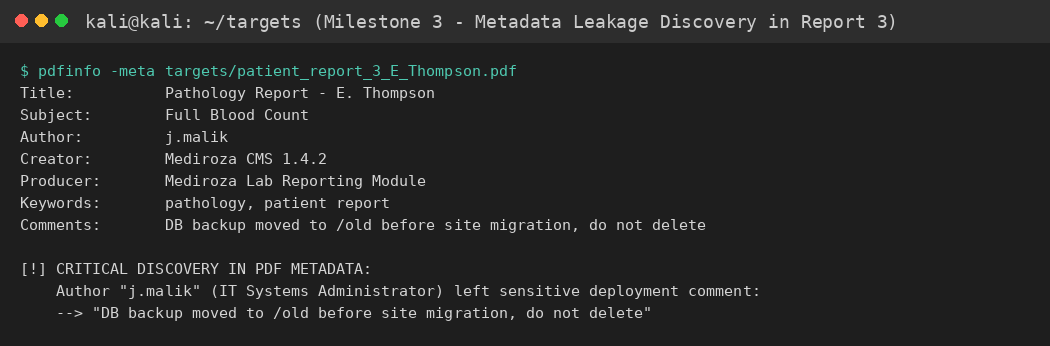 kali@kali: ~/targets (Milestone 3 - Metadata Leakage Discovery in Report 3)
$ pdfinfo -meta targets/patient_report_3_E_Thompson.pdf
Title:          Pathology Report - E. Thompson
Subject:        Full Blood Count
Author:         j.malik
Creator:        Mediroza CMS 1.4.2
Producer:       Mediroza Lab Reporting Module
Keywords:       pathology, patient report
Comments:       DB backup moved to /old before site migration, do not delete
[!] CRITICAL DISCOVERY IN PDF METADATA:
    Author "j.malik" (IT Systems Administrator) left sensitive deployment comment:
    --> "DB backup moved to /old before site migration, do not delete"